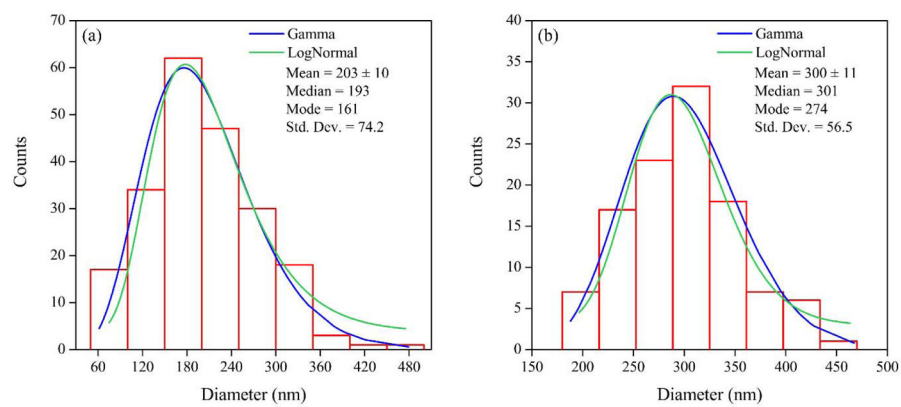 (a)
Gamma
LogNormal
Mean = 203 ± 10
Median = 193
Mode = 161
Std. Dev. = 74.2
Counts
70
60
50
40
30
20
10
0
60 120 180 240 300 360 420 480
Diameter (nm)
(b)
Gamma
LogNormal
Mean = 300 ± 11
Median = 301
Mode = 274
Std. Dev. = 56.5
Counts
40
35
30
25
20
15
10
5
0
150 200 250 300 350 400 450 500
Diameter (nm)